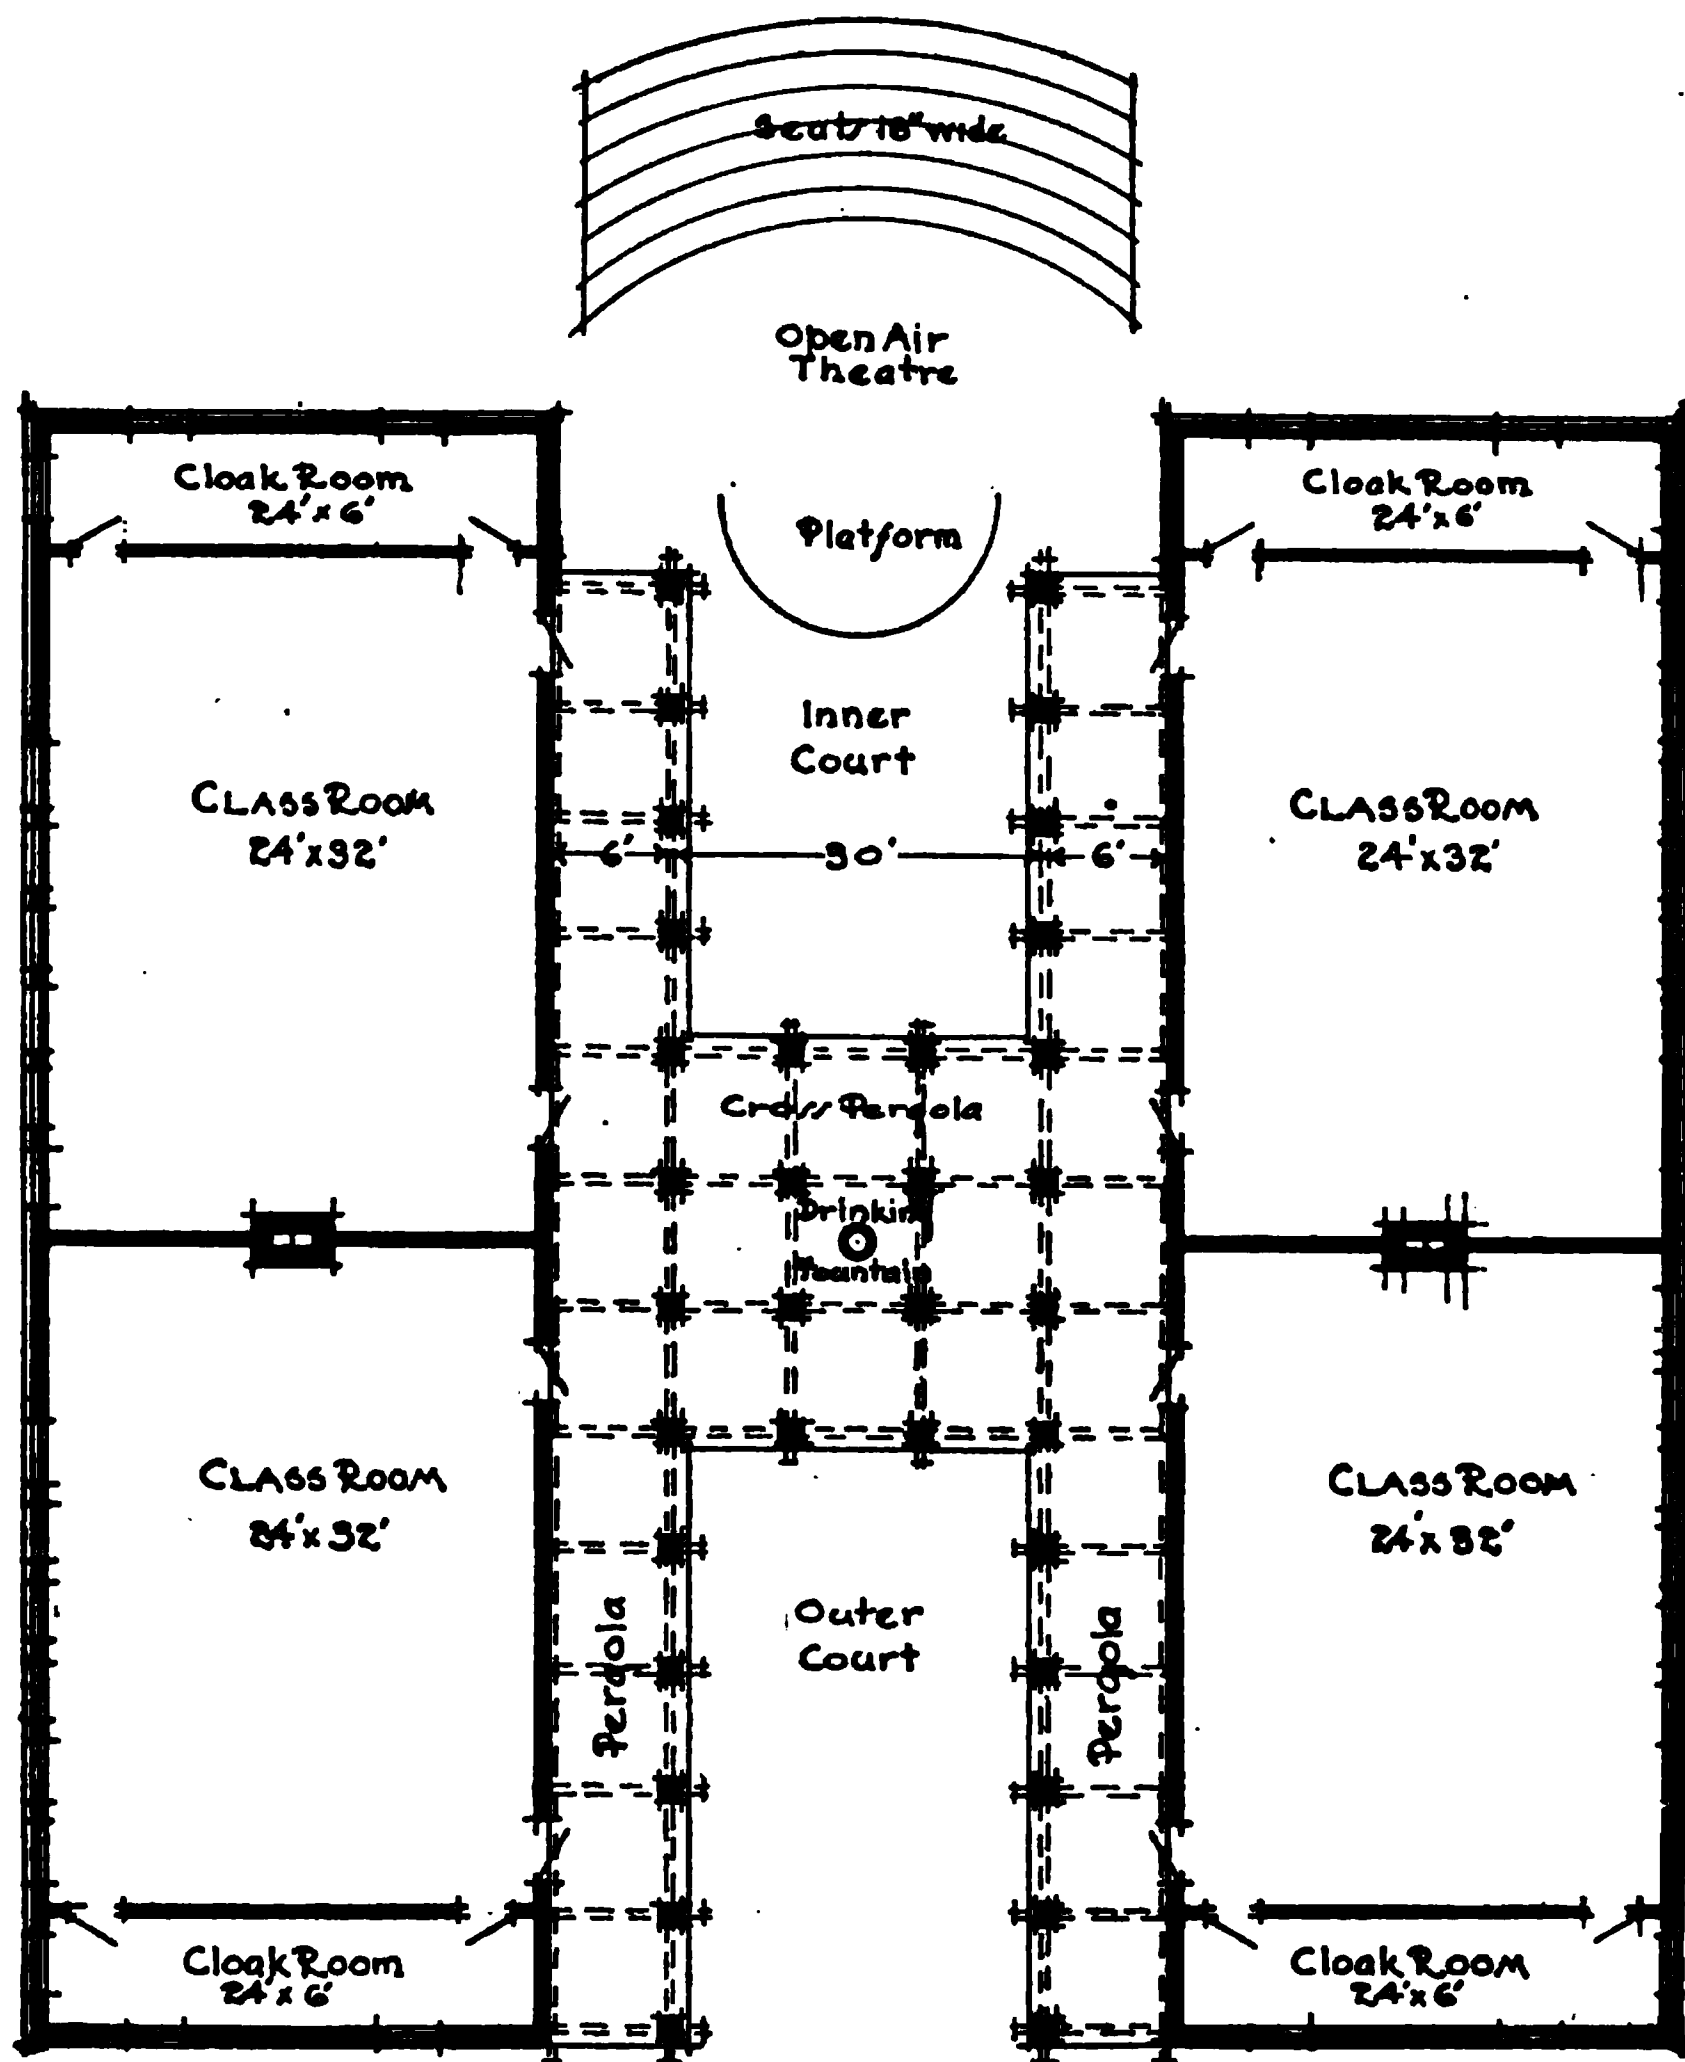 Seats 18" wide
Open Air
Theatre
Cloak Room
24'x6'
Platform
Cloak Room
24'x6'
Inner
Court
CLASS ROOM
24'x32'
6'
30'
6'
CLASS ROOM
24'x32'
Cross Pergola
Drinking
Fountain
CLASS ROOM
24'x32'
CLASS ROOM
24'x32'
Pergola
Outer
Court
Pergola
Cloak Room
24'x6'
Cloak Room
24'x6'